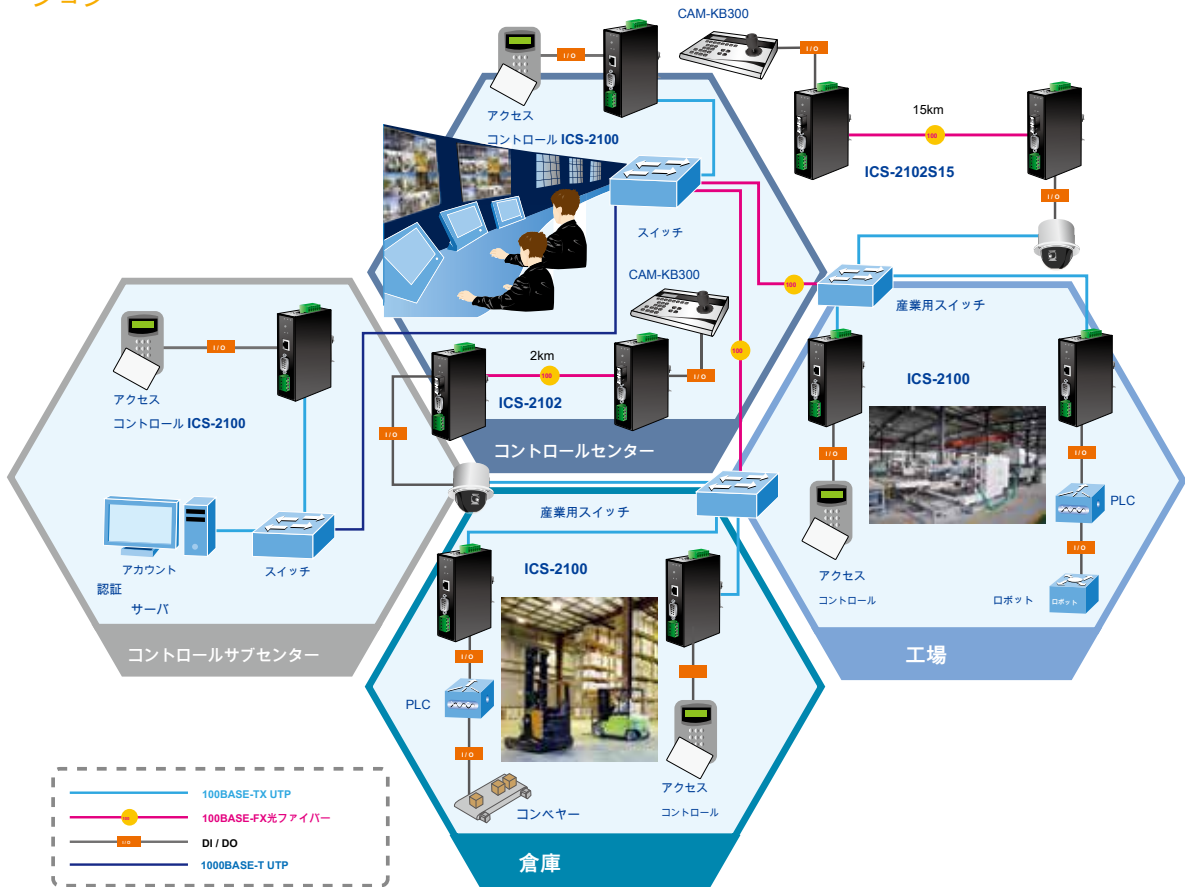 ション
CAM-KB300
I/O
I/O
アクセス
コントロール ICS-2100
15km
100
ICS-2102S15
I/O
スイッチ
CAM-KB300
100
産業用スイッチ
I/O
2km
100
100
I/O
ICS-2102
I/O
アクセス
コントロール ICS-2100
コントロールセンター
ICS-2100
I/O
I/O
PLC
I/O
アクセス
コントロール
ロボット
ロボット
工場
産業用スイッチ
アカウント
認証
サーバ
スイッチ
コントロールサブセンター
ICS-2100
I/O
PLC
I/O
コンベヤー
アクセス
コントロール
倉庫
100BASE-TX UTP
100
100BASE-FX光ファイバー
I/O
DI / DO
1000BASE-T UTP